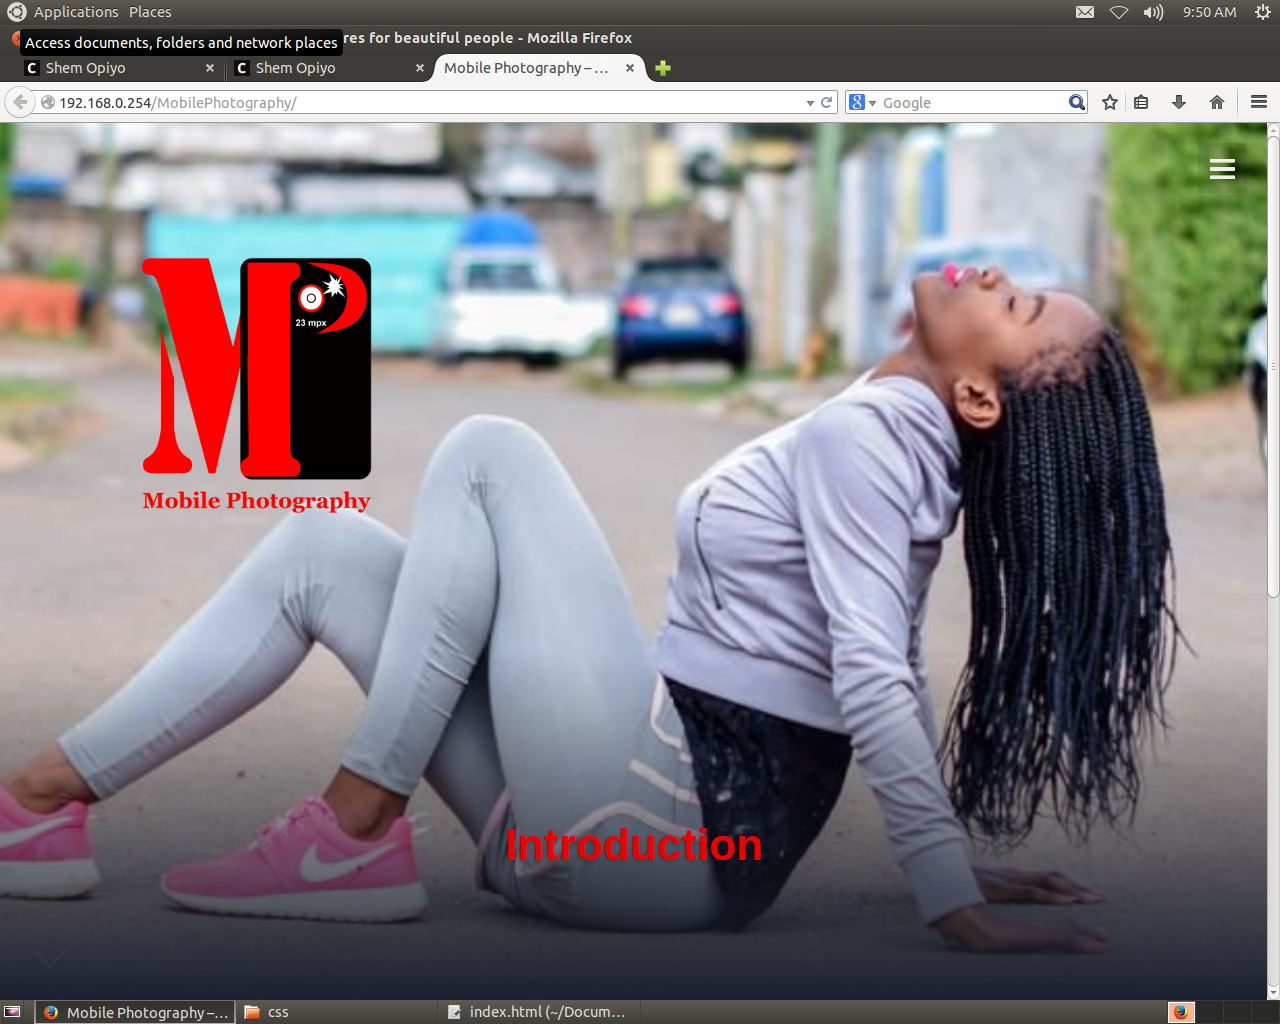 Applications Places
9:50 AM
res for beautiful people - Mozilla Firefox
Access documents, folders and network places
C Shem Opiyo
C Shem Opiyo
Mobile Photography – ...
192.168.0.254/MobilePhotography/
8 Google
MP
23 mpx
Mobile Photography
Introduction
Mobile Photography –...
css
index.html (~/Docum...